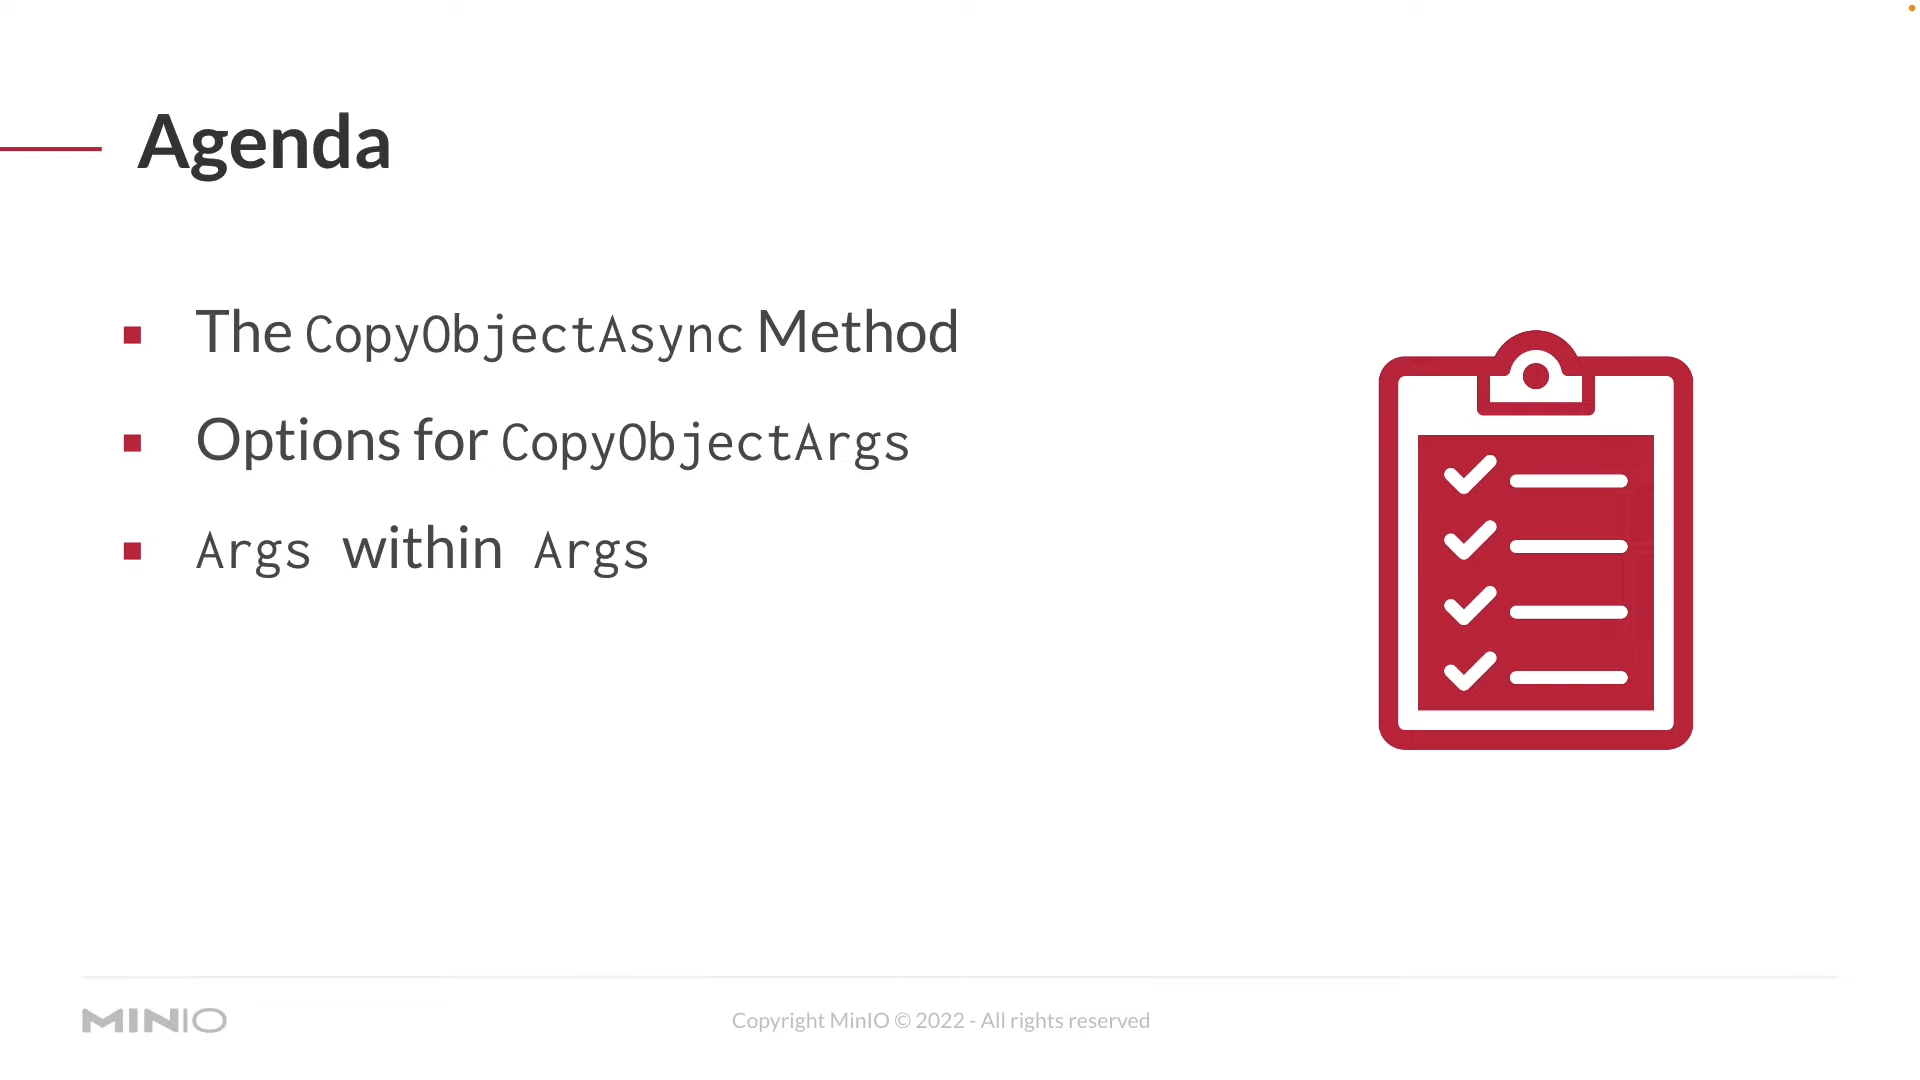 Agenda
The CopyObjectAsync Method
Options for CopyObjectArgs
Args within Args
MINIO
Copyright MinIO © 2022 - All rights reserved